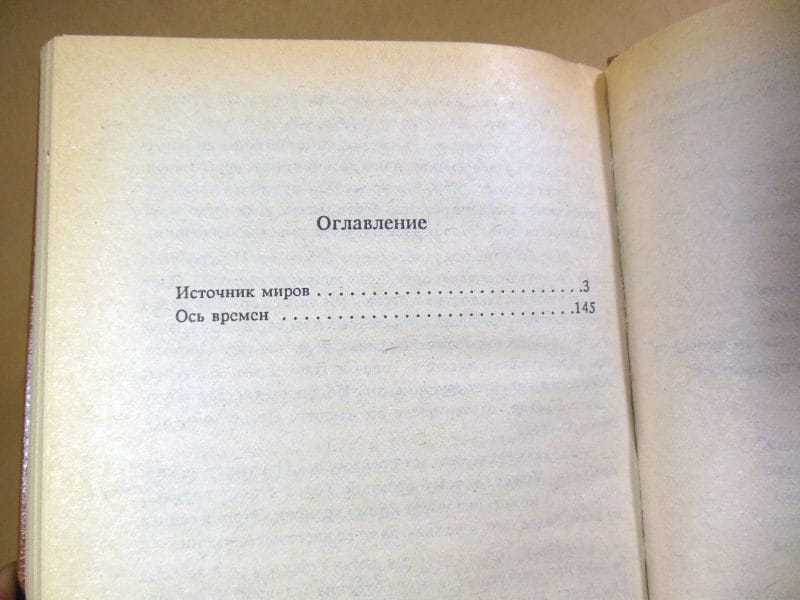 Оглавление
Источник миров . . . . . . . . . . . . . . . . . . . . . . . . . . .3
Ось времен . . . . . . . . . . . . . . . . . . . . . . . . . . . . . .145